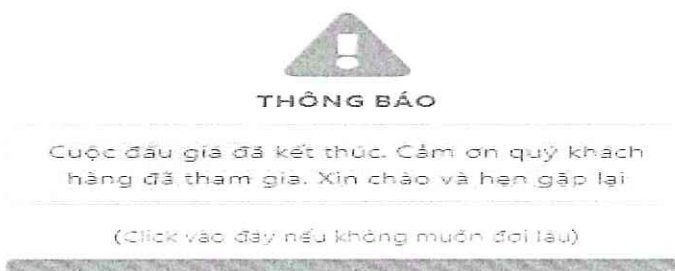 THÔNG BÁO
Cuộc đấu giá đã kết thúc. Cảm ơn quý khách
hàng đã tham gia. Xin chào và hẹn gặp lại
(Click vào đây nếu không muốn đợi lâu)